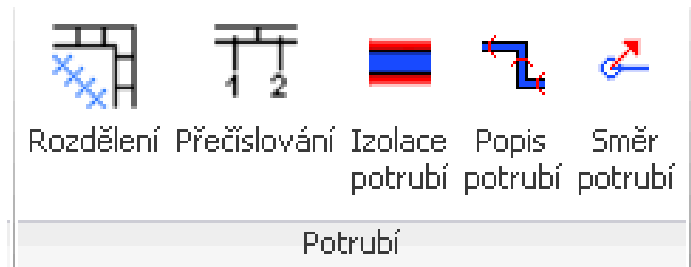 1 2
Rozdělení Přečíslování Izolace Popis Směr
potrubí potrubí potrubí
Potrubí